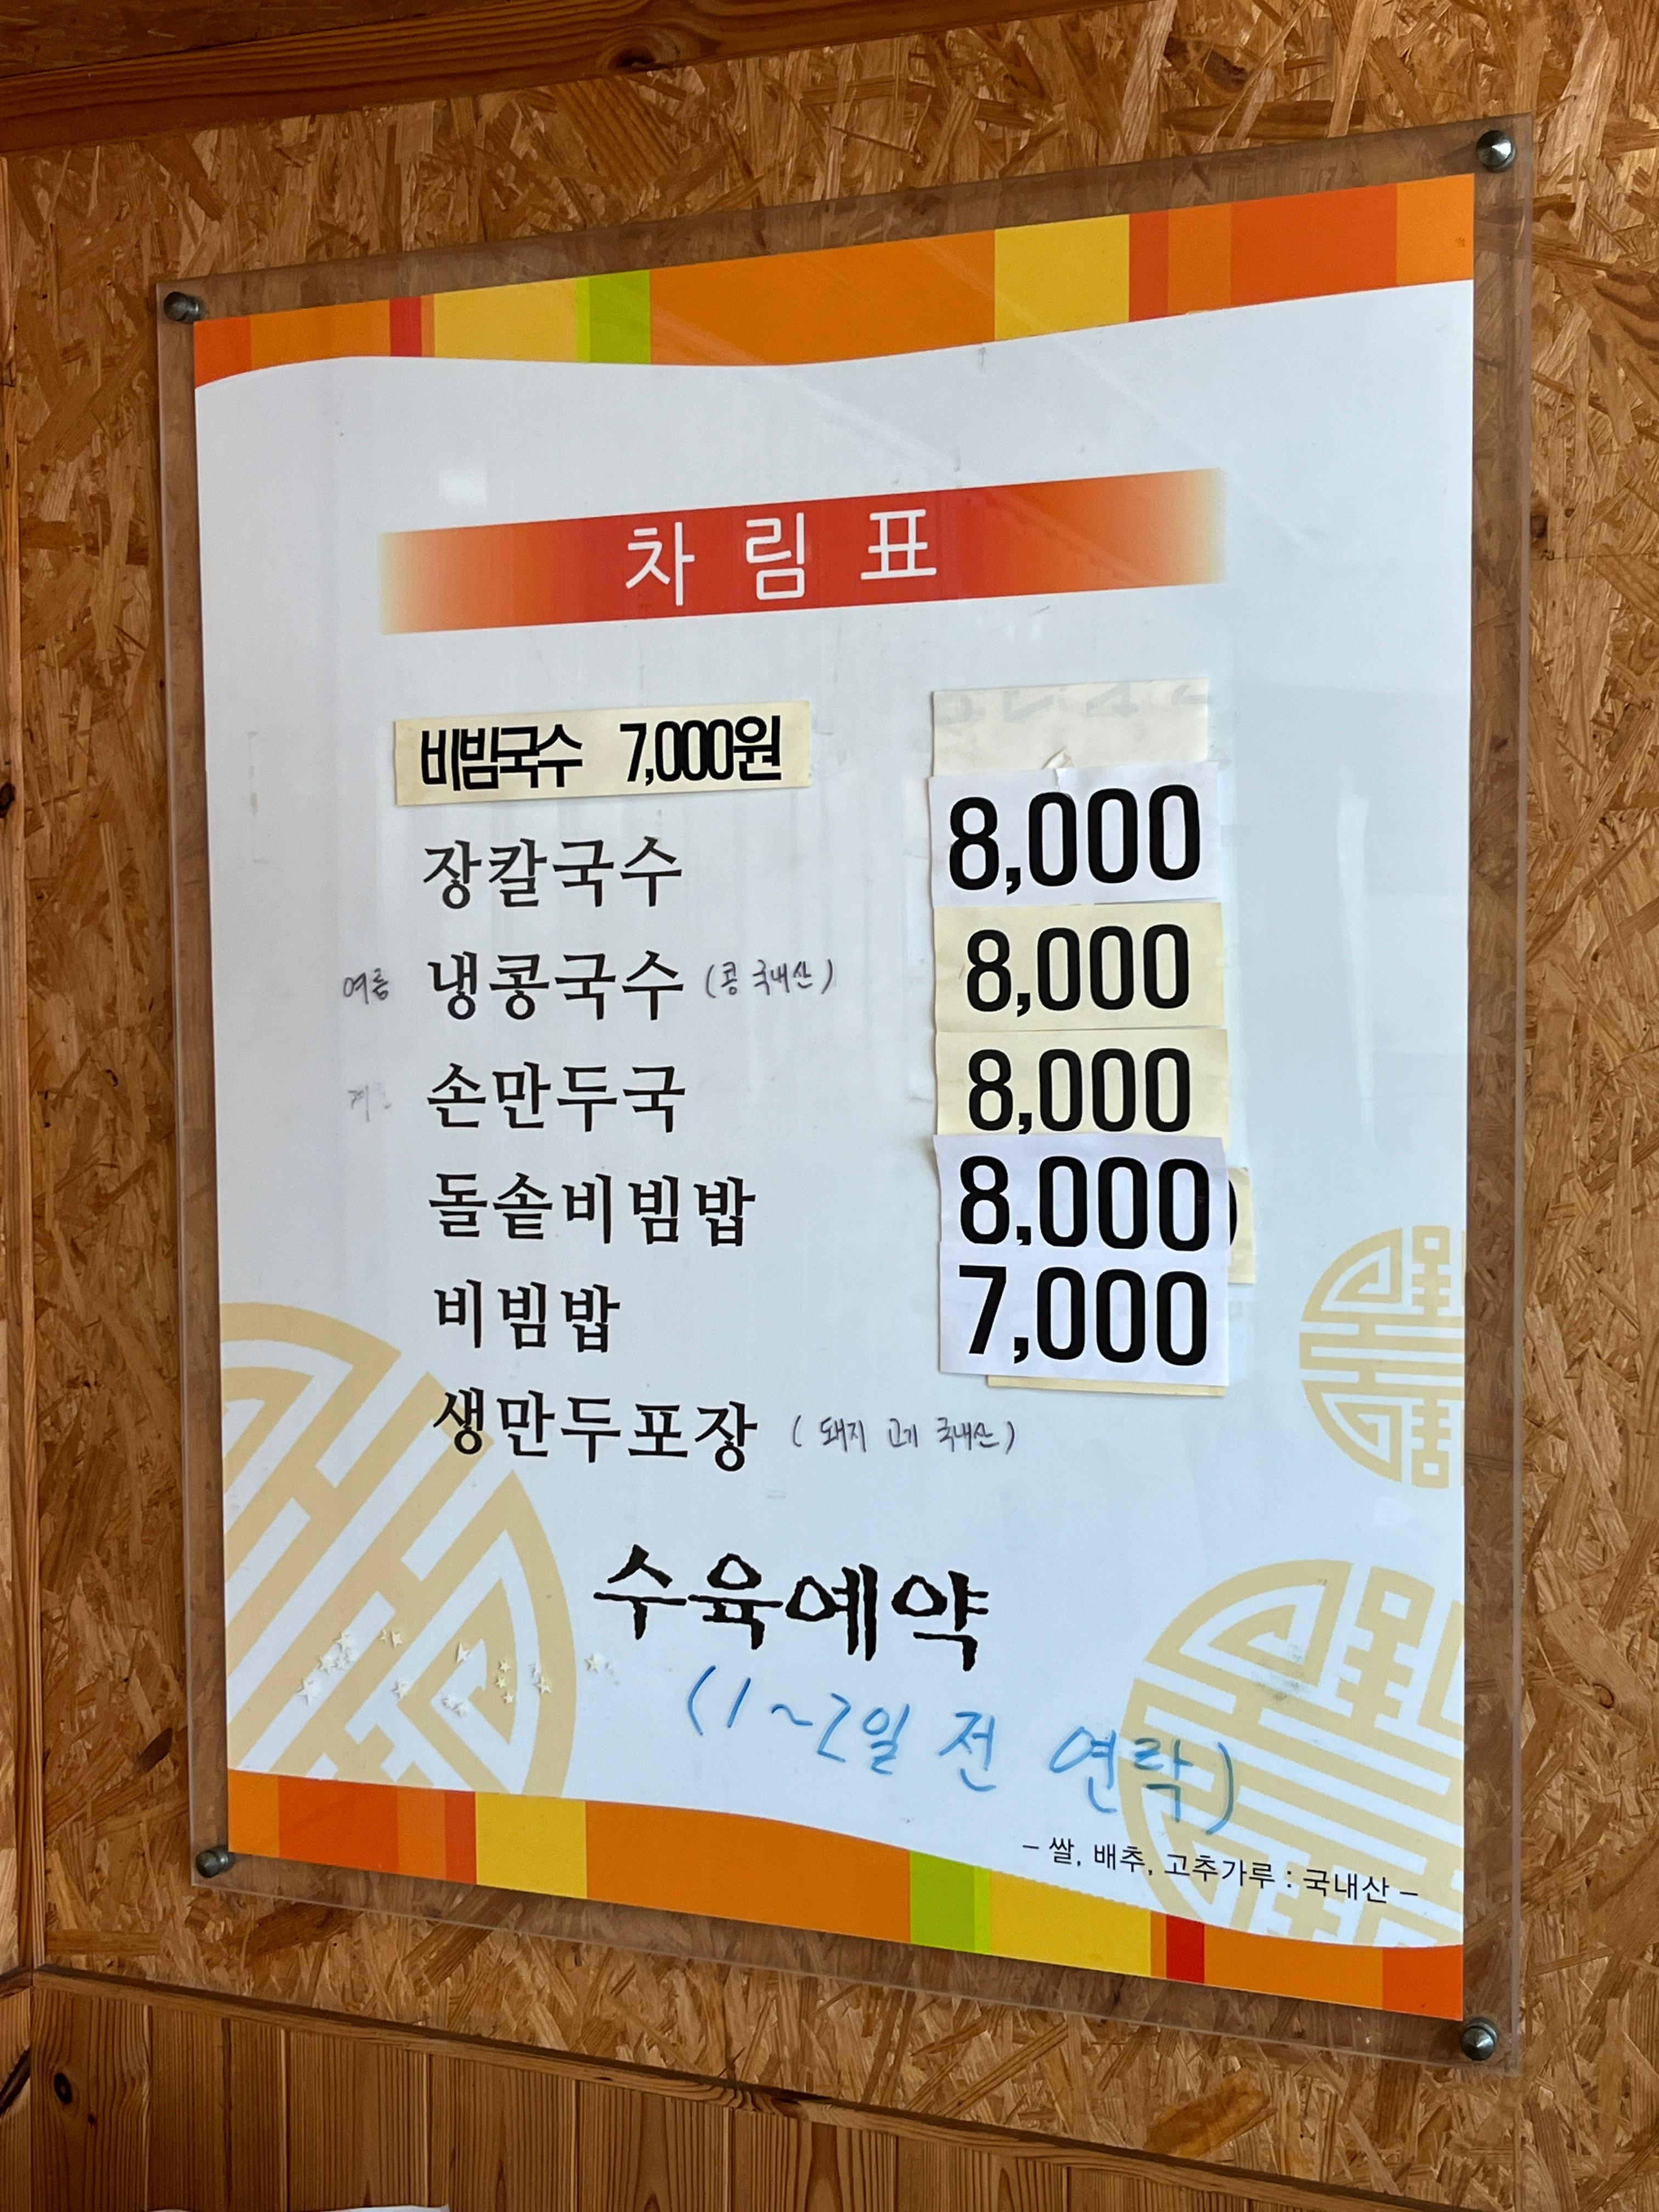 차림표
비빔국수 7,000원
장칼국수 8,000
여름 냉콩국수 (콩 국내산) 8,000
손만두국 8,000
돌솥비빔밥 8,000
비빔밥 7,000
생만두포장 (돼지 고기 국내산)
수육예약
(1~2일 전 연락)
– 쌀, 배추, 고추가루 : 국내산 –